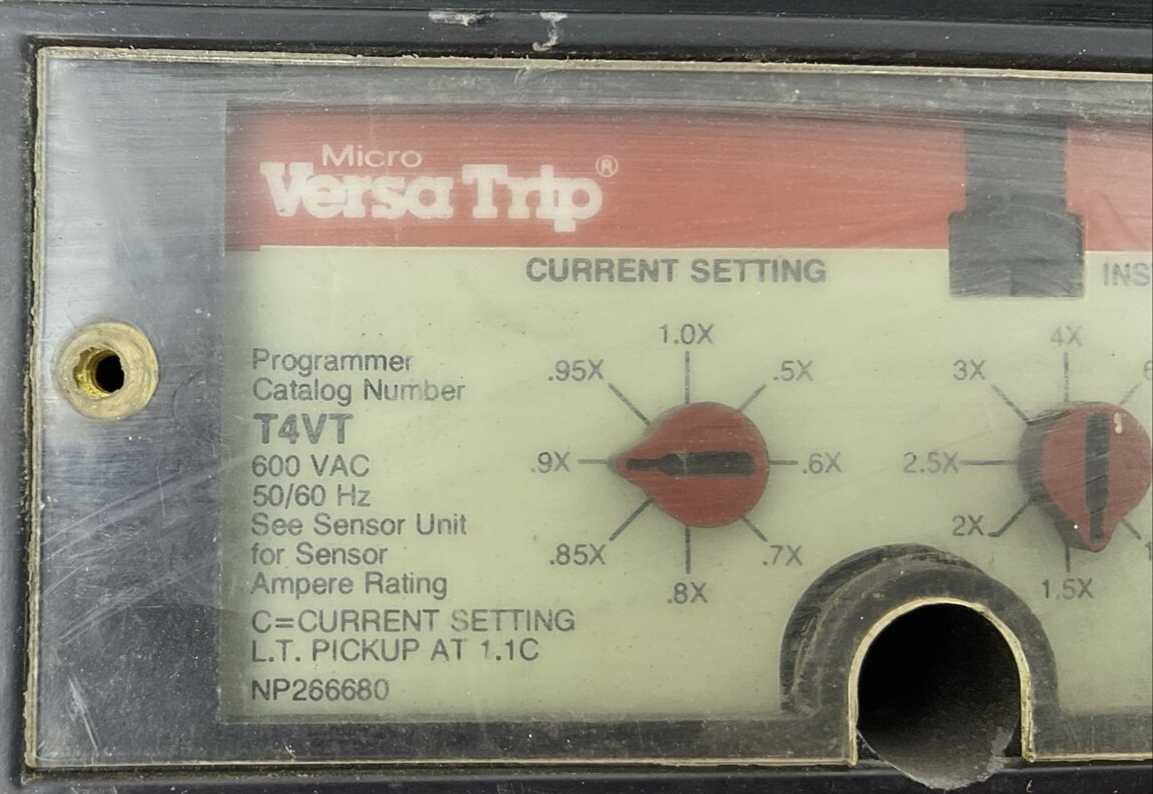 Micro
Versa Trip®
CURRENT SETTING
INS
Programmer
Catalog Number
T4VT
600 VAC
50/60 Hz
See Sensor Unit
for Sensor
Ampere Rating
C=CURRENT SETTING
L.T. PICKUP AT 1.1C
NP266680
1.0X
.95X
.5X
.9X
.6X
.85X
.7X
.8X
4X
3X
6
2.5X
2X
1.5X